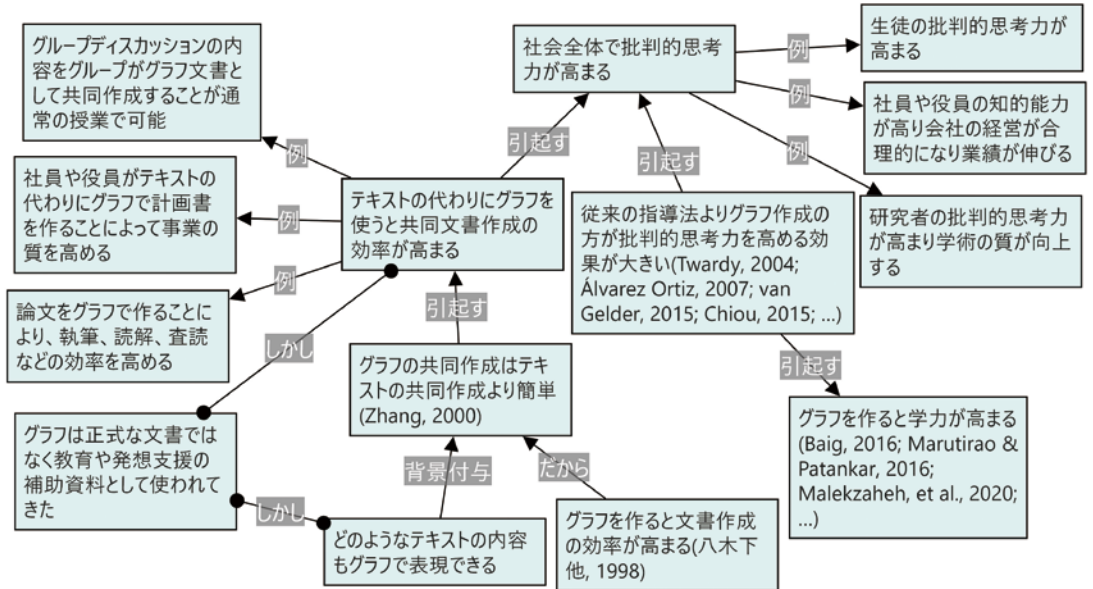 グループディスカッションの内
容をグループがグラフ文書と
して共同作成することが通
常の授業で可能
社会全体で批判的思考
力が高まる
例
生徒の批判的思考力が
高まる
例
社員や役員の知的能力
が高り会社の経営が合
理的になり業績が伸びる
例
研究者の批判的思考力
が高まり学術の質が向上
する
引起す
引起す
例
社員や役員がテキストの
代わりにグラフで計画書
を作ることによって事業の
質を高める
例
テキストの代わりにグラフを
使うと共同文書作成の
効率が高まる
従来の指導法よりグラフ作成の
方が批判的思考力を高める効
果が大きい(Twardy, 2004;
Álvarez Ortiz, 2007; van
Gelder, 2015; Chiou, 2015; ...)
例
論文をグラフで作ることに
より、執筆、読解、査読
などの効率を高める
しかし
引起す
引起す
グラフの共同作成はテキ
ストの共同作成より簡単
(Zhang, 2000)
グラフを作ると学力が高まる
(Baig, 2016; Marutirao &
Patankar, 2016;
Malekzaheh, et al., 2020;
...)
グラフは正式な文書では
なく教育や発想支援の
補助資料として使われて
きた
背景付与
だから
しかし
どのようなテキストの内容
もグラフで表現できる
グラフを作ると文書作成
の効率が高まる(八木下
他, 1998)